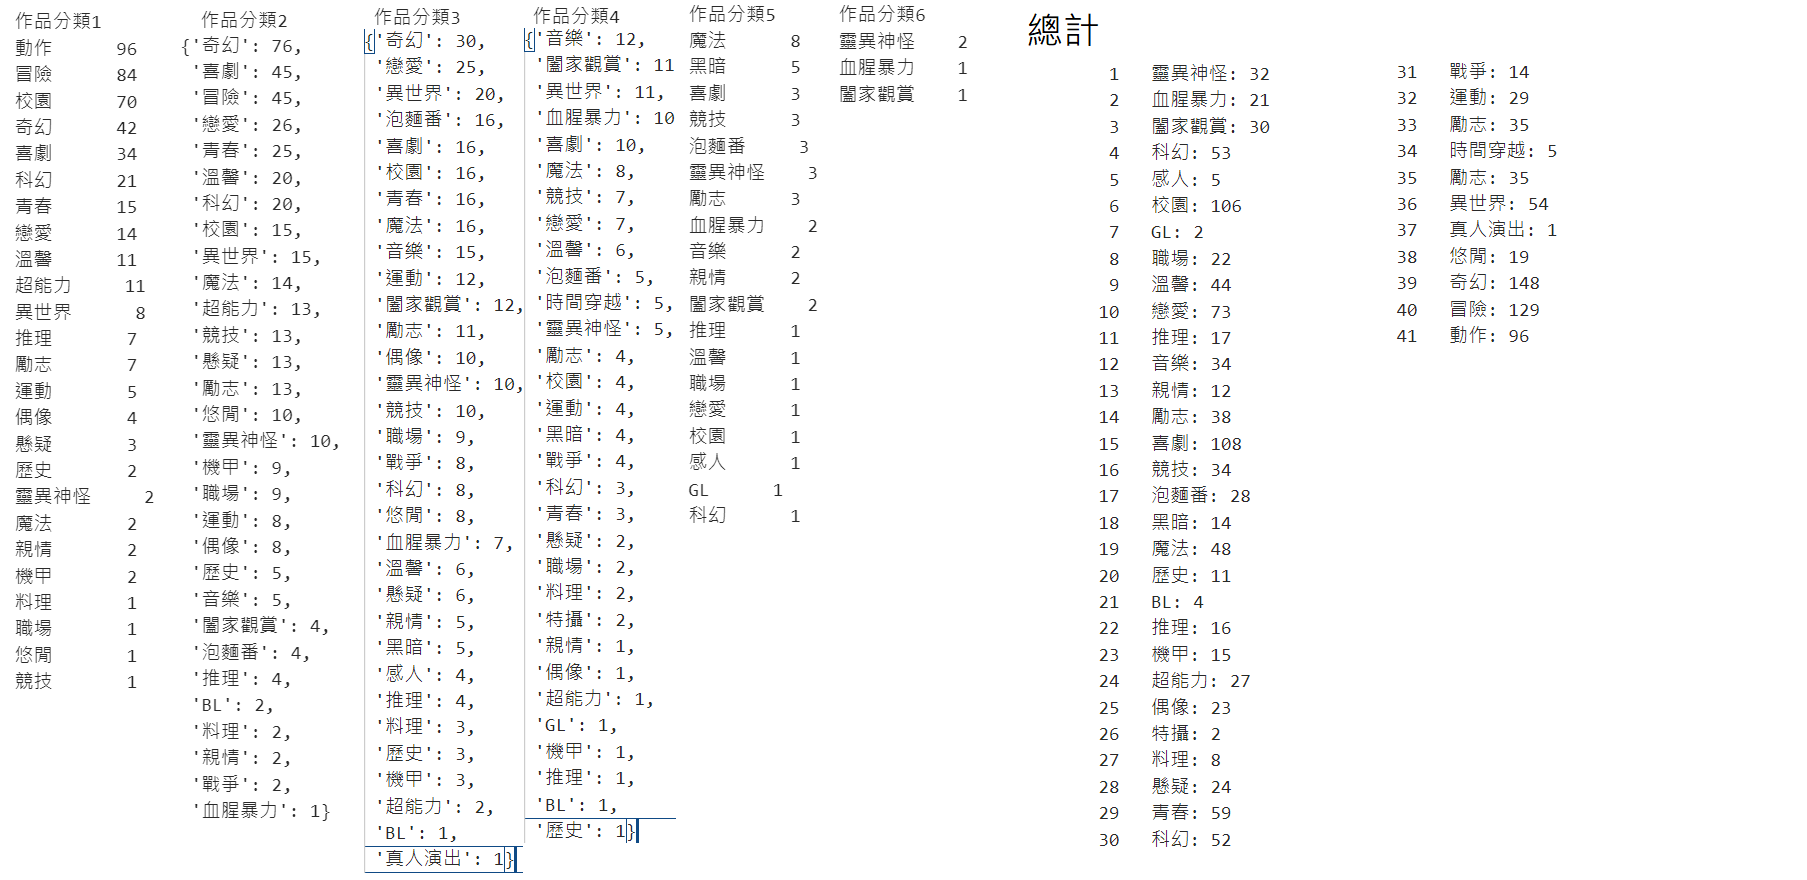 作品分類1
動作 96
冒險 84
校園 70
奇幻 42
喜劇 34
科幻 21
青春 15
戀愛 14
溫馨 11
超能力 11
異世界 8
推理 7
勵志 7
運動 5
偶像 4
懸疑 3
歷史 2
靈異神怪 2
魔法 2
親情 2
機甲 2
料理 1
職場 1
悠閒 1
競技 1
作品分類2
{'奇幻': 76,
'喜劇': 45,
'冒險': 45,
'戀愛': 26,
'青春': 25,
'溫馨': 20,
'科幻': 20,
'校園': 15,
'異世界': 15,
'魔法': 14,
'超能力': 13,
'競技': 13,
'懸疑': 13,
'勵志': 13,
'悠閒': 10,
'靈異神怪': 10,
'機甲': 9,
'職場': 9,
'運動': 8,
'偶像': 8,
'歷史': 5,
'音樂': 5,
'闔家觀賞': 4,
'泡麵番': 4,
'推理': 4,
'BL': 2,
'料理': 2,
'親情': 2,
'戰爭': 2,
'血腥暴力': 1}
作品分類3
{'奇幻': 30,
'戀愛': 25,
'異世界': 20,
'泡麵番': 16,
'喜劇': 16,
'校園': 16,
'青春': 16,
'魔法': 16,
'音樂': 15,
'運動': 12,
'闔家觀賞': 12,
'勵志': 11,
'偶像': 10,
'靈異神怪': 10,
'競技': 10,
'職場': 9,
'戰爭': 8,
'科幻': 8,
'悠閒': 8,
'血腥暴力': 7,
'溫馨': 6,
'懸疑': 6,
'親情': 5,
'黑暗': 5,
'感人': 4,
'推理': 4,
'料理': 3,
'歷史': 3,
'機甲': 3,
'超能力': 2,
'BL': 1,
'真人演出': 1}
作品分類4
{'音樂': 12,
'闔家觀賞': 11
'異世界': 11,
'血腥暴力': 10
'喜劇': 10,
'魔法': 8,
'競技': 7,
'戀愛': 7,
'溫馨': 6,
'泡麵番': 5,
'時間穿越': 5,
'靈異神怪': 5,
'勵志': 4,
'校園': 4,
'運動': 4,
'黑暗': 4,
'戰爭': 4,
'科幻': 3,
'青春': 3,
'懸疑': 2,
'職場': 2,
'料理': 2,
'特攝': 2,
'親情': 1,
'偶像': 1,
'超能力': 1,
'GL': 1,
'機甲': 1,
'推理': 1,
'BL': 1,
'歷史': 1}
作品分類5
魔法 8
黑暗 5
喜劇 3
競技 3
泡麵番 3
靈異神怪 3
勵志 3
血腥暴力 2
音樂 2
親情 2
闔家觀賞 2
推理 1
溫馨 1
職場 1
戀愛 1
校園 1
感人 1
GL 1
科幻 1
作品分類6
靈異神怪 2
血腥暴力 1
闔家觀賞 1
總計
1 靈異神怪: 32
2 血腥暴力: 21
3 闔家觀賞: 30
4 科幻: 53
5 感人: 5
6 校園: 106
7 GL: 2
8 職場: 22
9 溫馨: 44
10 戀愛: 73
11 推理: 17
12 音樂: 34
13 親情: 12
14 勵志: 38
15 喜劇: 108
16 競技: 34
17 泡麵番: 28
18 黑暗: 14
19 魔法: 48
20 歷史: 11
21 BL: 4
22 推理: 16
23 機甲: 15
24 超能力: 27
25 偶像: 23
26 特攝: 2
27 料理: 8
28 懸疑: 24
29 青春: 59
30 科幻: 52
31 戰爭: 14
32 運動: 29
33 勵志: 35
34 時間穿越: 5
35 勵志: 35
36 異世界: 54
37 真人演出: 1
38 悠閒: 19
39 奇幻: 148
40 冒險: 129
41 動作: 96